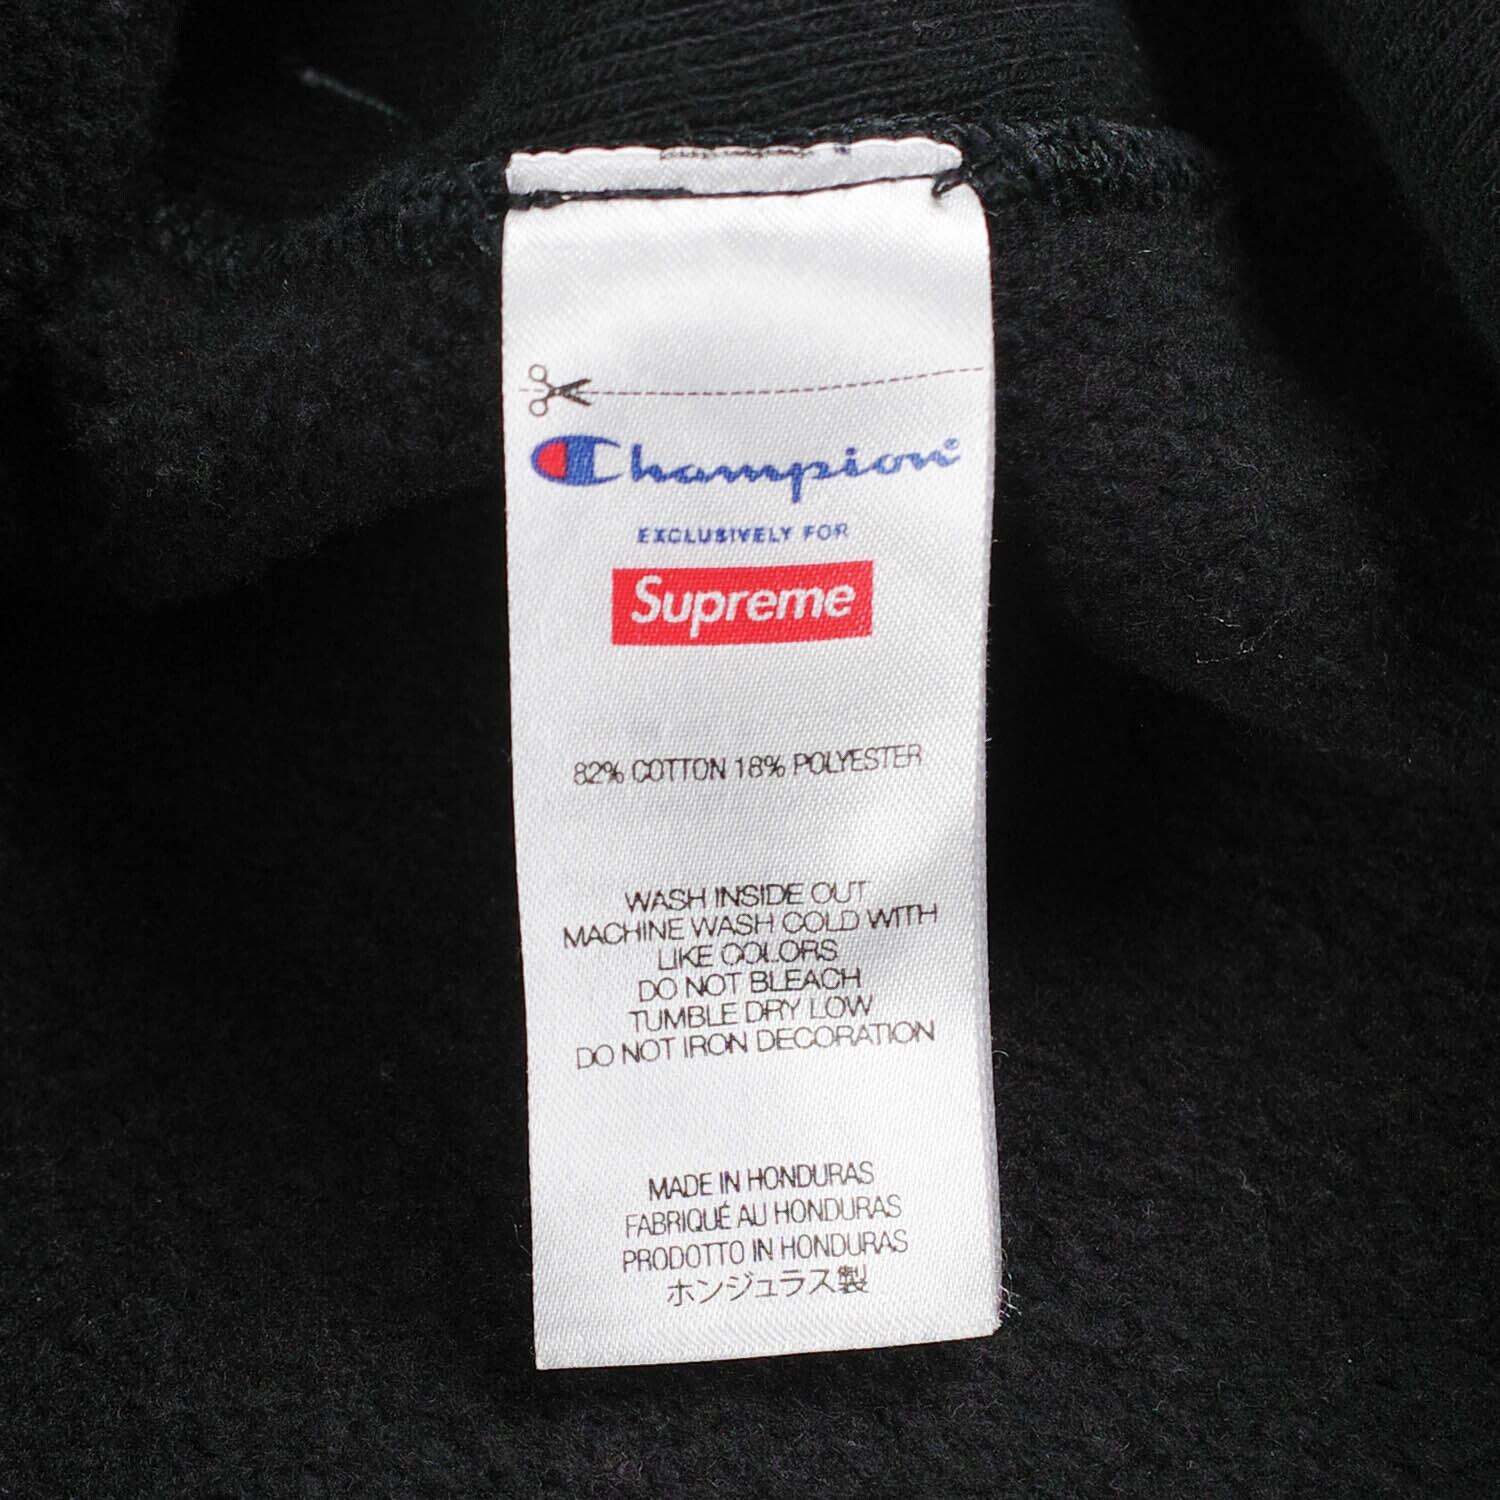 Champion
EXCLUSIVELY FOR
Supreme
82% COTTON 18% POLYESTER
WASH INSIDE OUT
MACHINE WASH COLD WITH
LIKE COLORS
DO NOT BLEACH
TUMBLE DRY LOW
DO NOT IRON DECORATION
MADE IN HONDURAS
FABRIQUÉ AU HONDURAS
PRODOTTO IN HONDURAS
ホンジュラス製